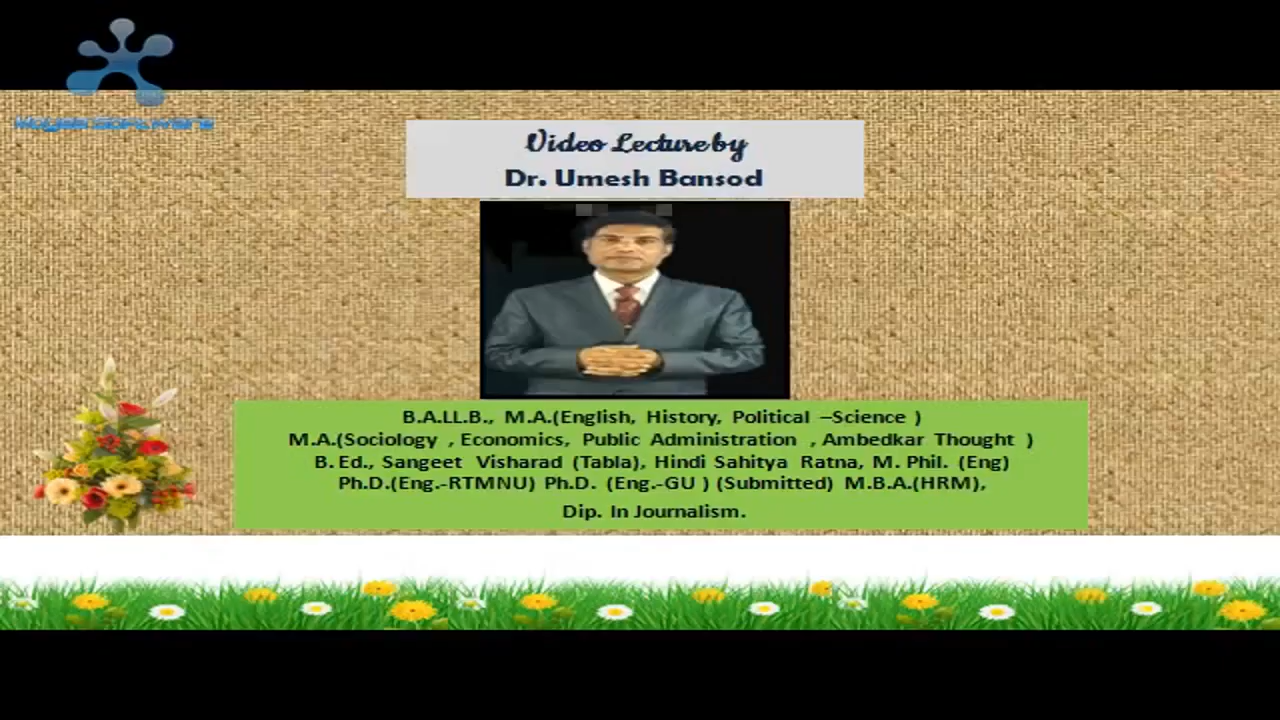 Video Lecture by
Dr. Umesh Bansod
B.A.LL.B., M.A.(English, History, Political –Science )
M.A.(Sociology , Economics, Public Administration , Ambedkar Thought )
B. Ed., Sangeet Visharad (Tabla), Hindi Sahitya Ratna, M. Phil. (Eng)
Ph.D.(Eng.-RTMNU) Ph.D. (Eng.-GU ) (Submitted) M.B.A.(HRM),
Dip. In Journalism.